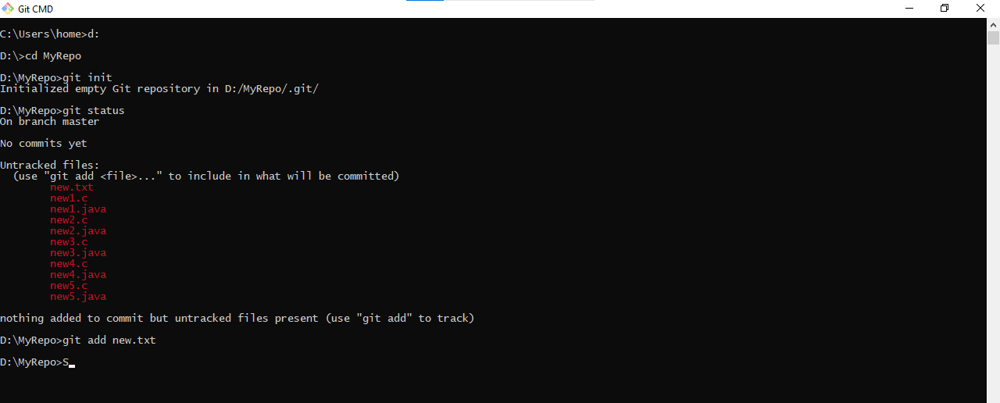 Git CMD
C:\Users\home>d:
D:\>cd MyRepo
D:\MyRepo>git init
Initialized empty Git repository in D:/MyRepo/.git/
D:\MyRepo>git status
On branch master
No commits yet
Untracked files:
  (use "git add <file>..." to include in what will be committed)
        new.txt
        new1.c
        new1.java
        new2.c
        new2.java
        new3.c
        new3.java
        new4.c
        new4.java
        new5.c
        new5.java
nothing added to commit but untracked files present (use "git add" to track)
D:\MyRepo>git add new.txt
D:\MyRepo>S